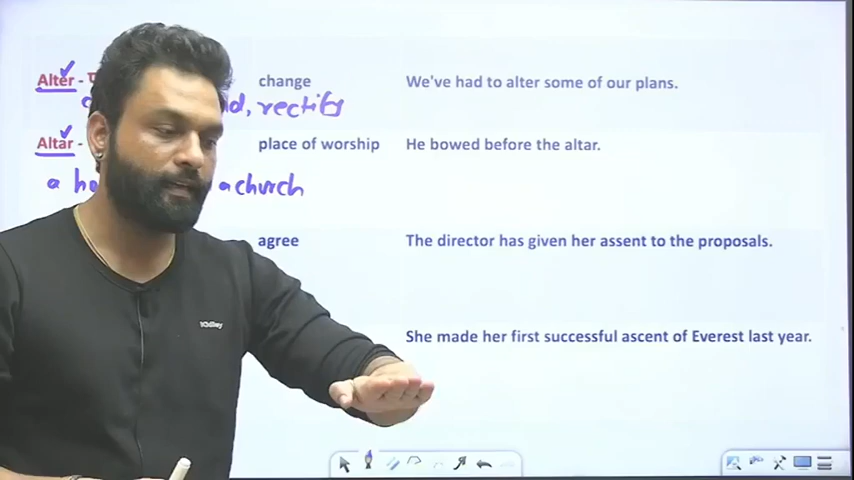 Alter - change We've had to alter some of our plans.
rectify
Altar - place of worship He bowed before the altar.
a a church
agree The director has given her assent to the proposals.
She made her first successful ascent of Everest last year.